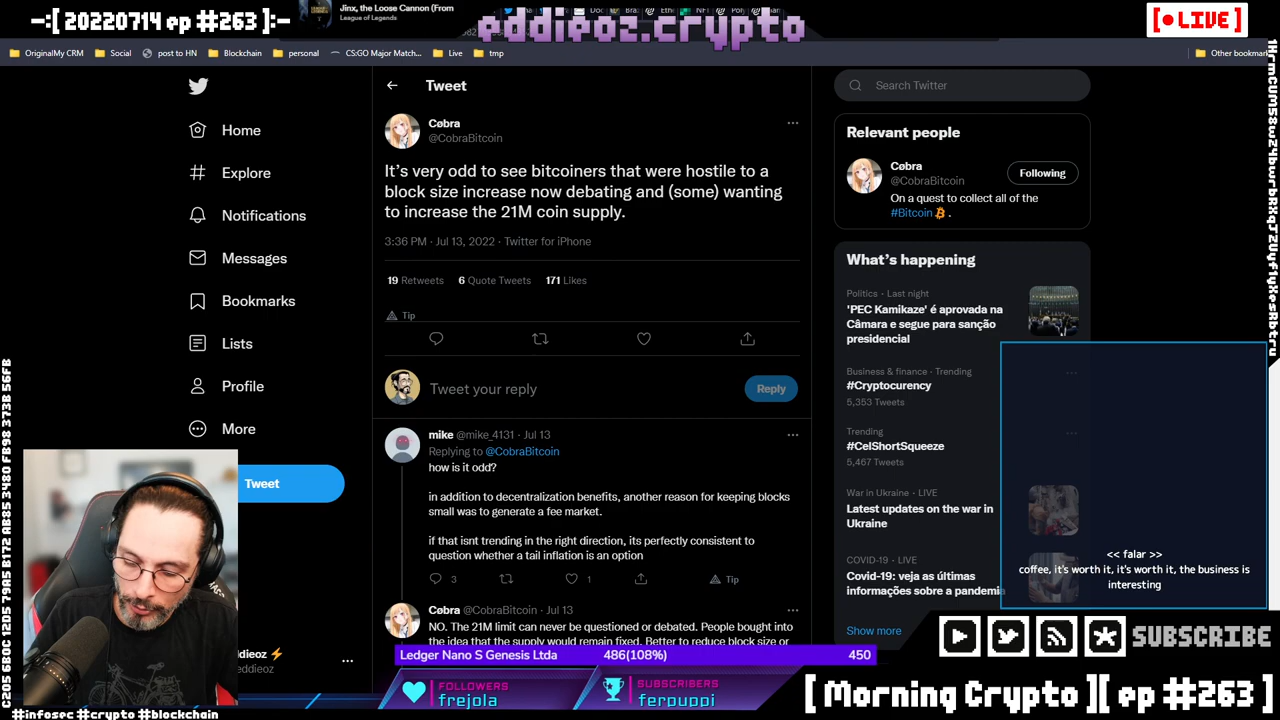 -:[ 20220714 ep #263 ]:-
Jinx, the Loose Cannon (From
League of Legends
eddieoz.crypto
[● LIVE]
OriginalMy CRM
Social
post to HN
Blockchain
personal
CS:GO Major Match...
Live
tmp
Other bookmar
Home
Explore
Notifications
Messages
Bookmarks
Lists
Profile
More
Tweet
ddieoz
eddieoz
Tweet
Cøbra
@CobraBitcoin
It's very odd to see bitcoiners that were hostile to a
block size increase now debating and (some) wanting
to increase the 21M coin supply.
3:36 PM · Jul 13, 2022 · Twitter for iPhone
19 Retweets 6 Quote Tweets 171 Likes
Tip
Tweet your reply
Reply
mike @mike_4131 · Jul 13
Replying to @CobraBitcoin
how is it odd?
in addition to decentralization benefits, another reason for keeping blocks
small was to generate a fee market.
if that isnt trending in the right direction, its perfectly consistent to
question whether a tail inflation is an option
3 1 Tip
Cøbra @CobraBitcoin · Jul 13
NO. The 21M limit can never be questioned or debated. People bought into
the idea that the supply would remain fixed. Better to reduce block size or
Search Twitter
Relevant people
Cøbra
@CobraBitcoin
Following
On a quest to collect all of the
#Bitcoin .
What's happening
Politics · Last night
'PEC Kamikaze' é aprovada na
Câmara e segue para sanção
presidencial
Business & finance · Trending
#Cryptocurency
5,353 Tweets
Trending
#CelShortSqueeze
5,467 Tweets
War in Ukraine · LIVE
Latest updates on the war in
Ukraine
COVID-19 · LIVE
Covid-19: veja as últimas
informações sobre a pandemia
Show more
<< falar >>
coffee, it's worth it, it's worth it, the business is
interesting
SUBSCRIBE
Ledger Nano S Genesis Ltda 486(108%) 450
FOLLOWERS
frejola
SUBSCRIBERS
ferpuppi
[ Morning Crypto ][ ep #263 ]
#infosec #crypto #blockchain